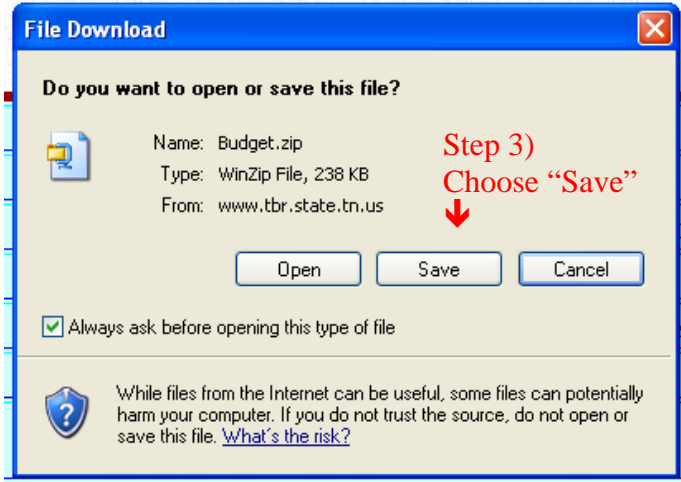 File Download
Do you want to open or save this file?
Name: Budget.zip
Type: WinZip File, 238 KB
From: www.tbr.state.tn.us
Step 3)
Choose “Save”
Open Save Cancel
Always ask before opening this type of file
While files from the Internet can be useful, some files can potentially
harm your computer. If you do not trust the source, do not open or
save this file. What's the risk?